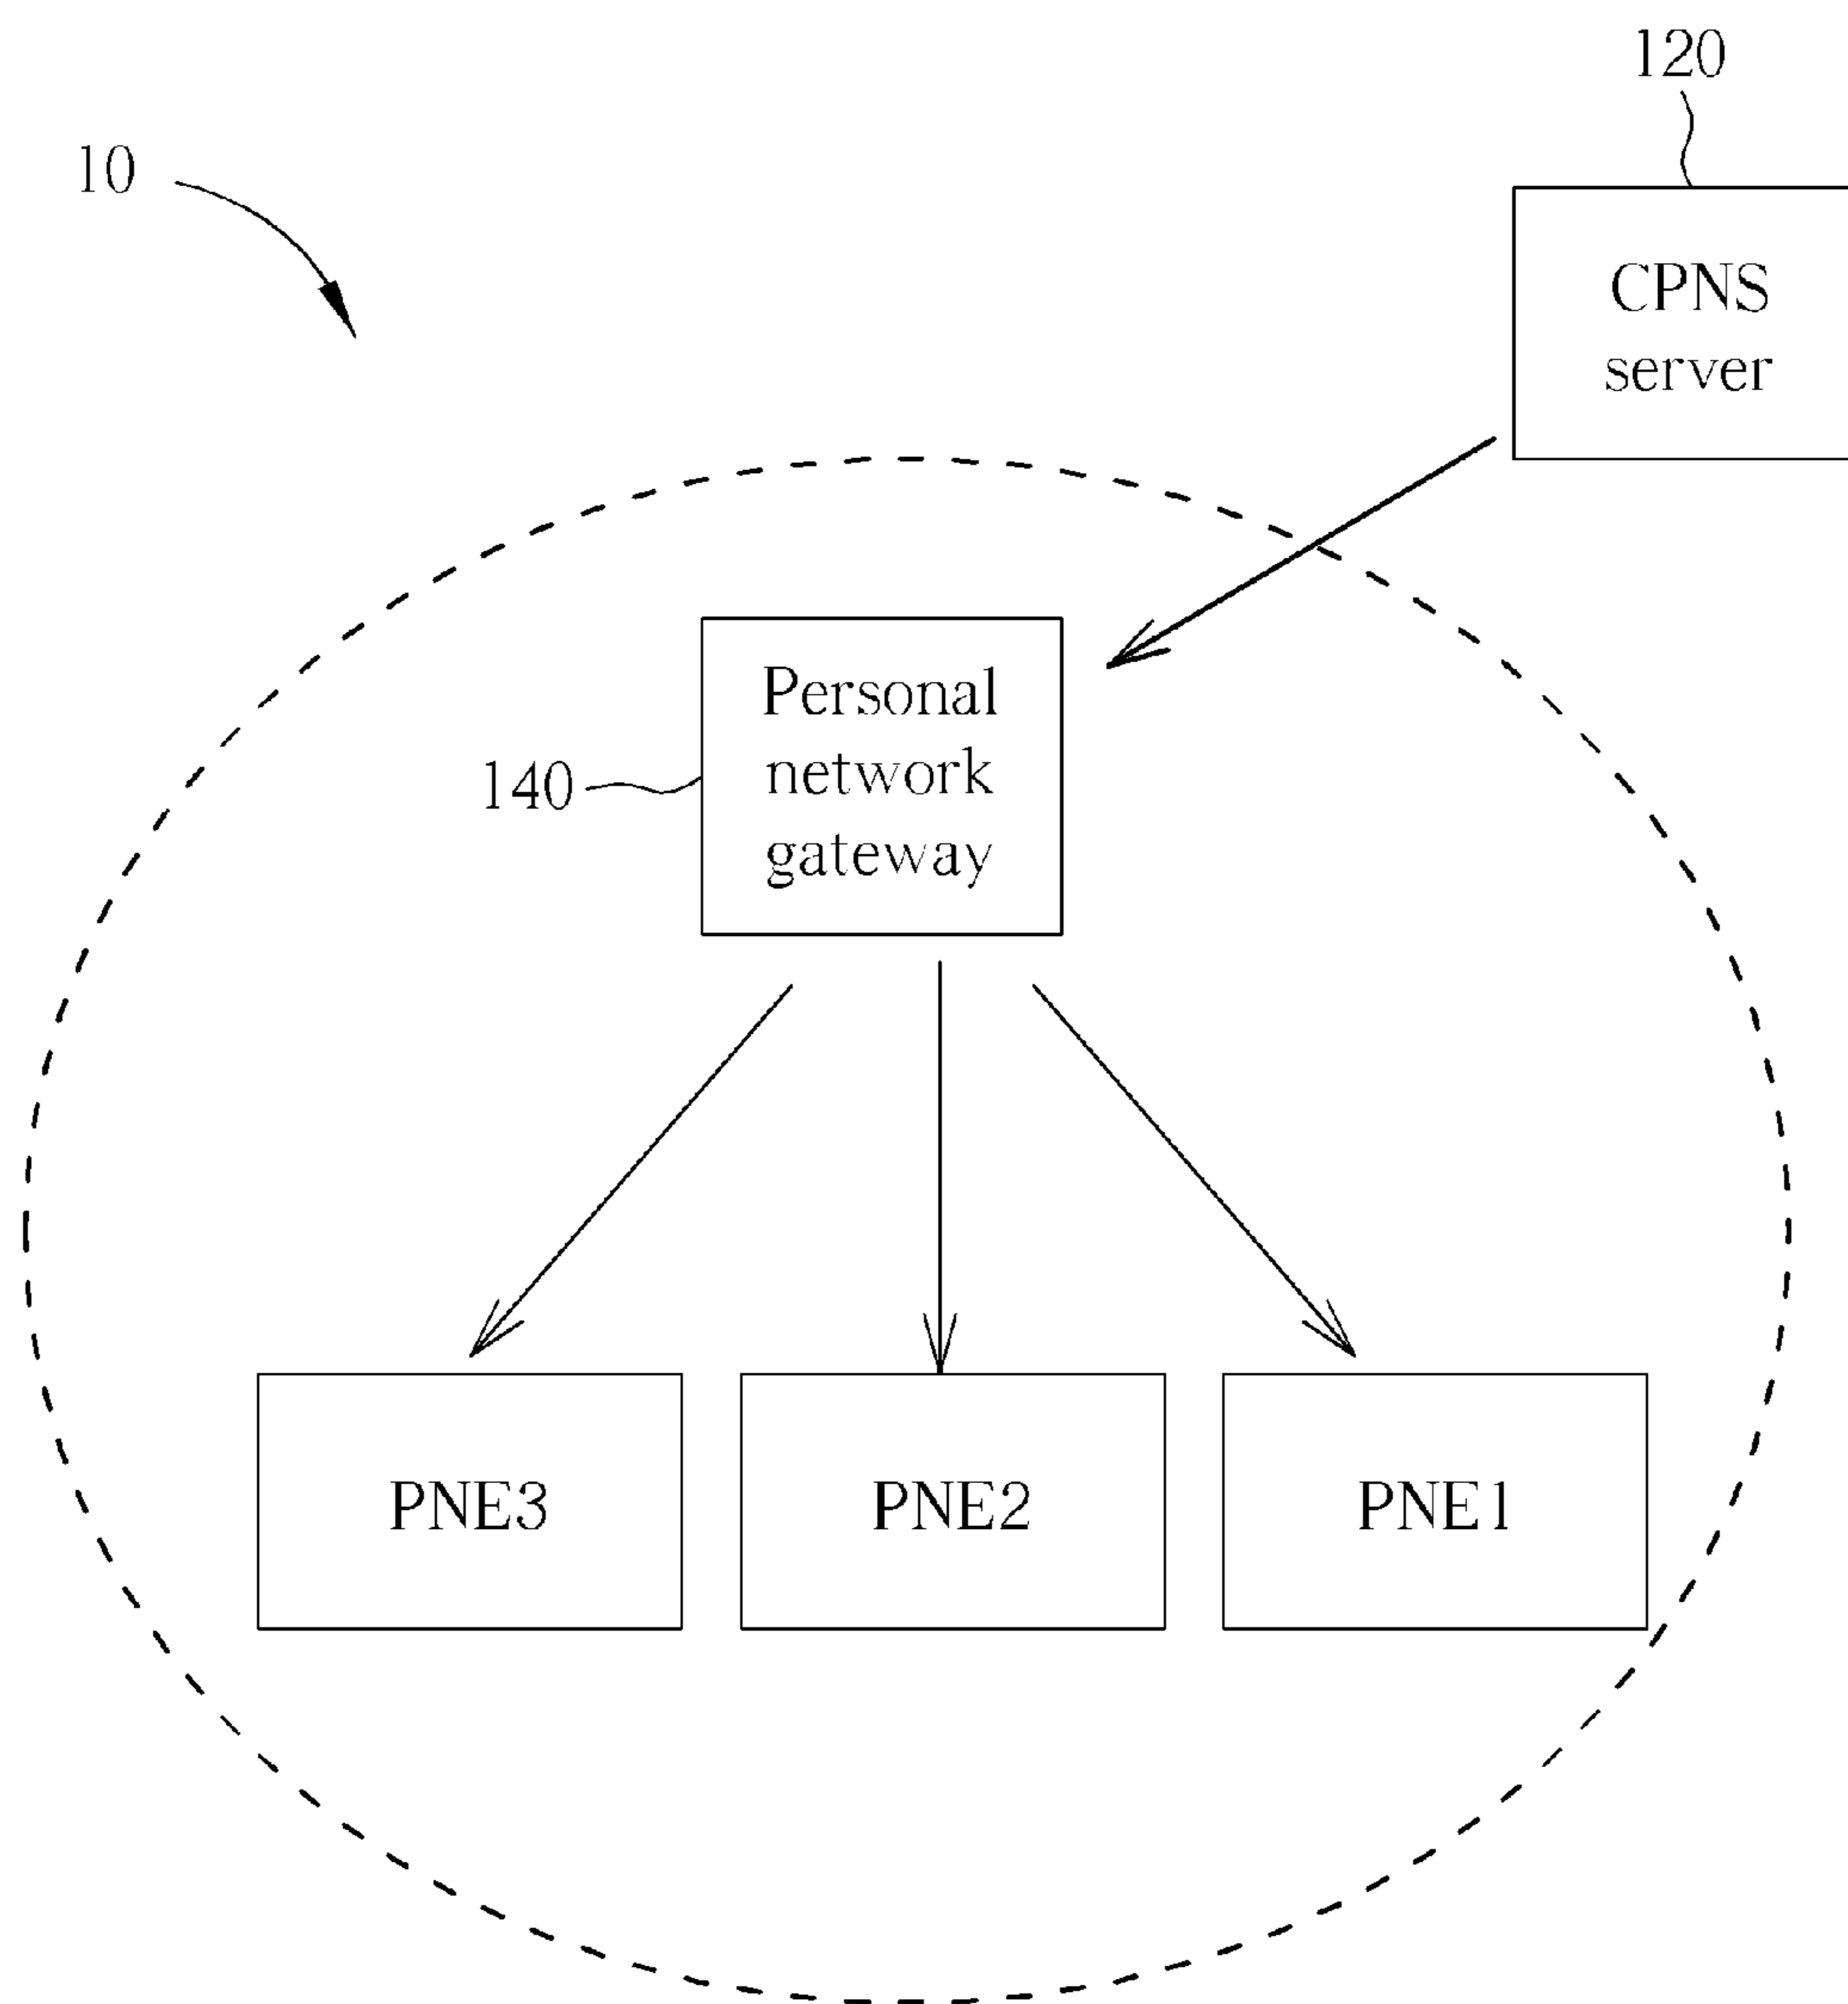 120
10
CPNS
server
Personal
network
gateway
140
PNE3
PNE2
PNE1